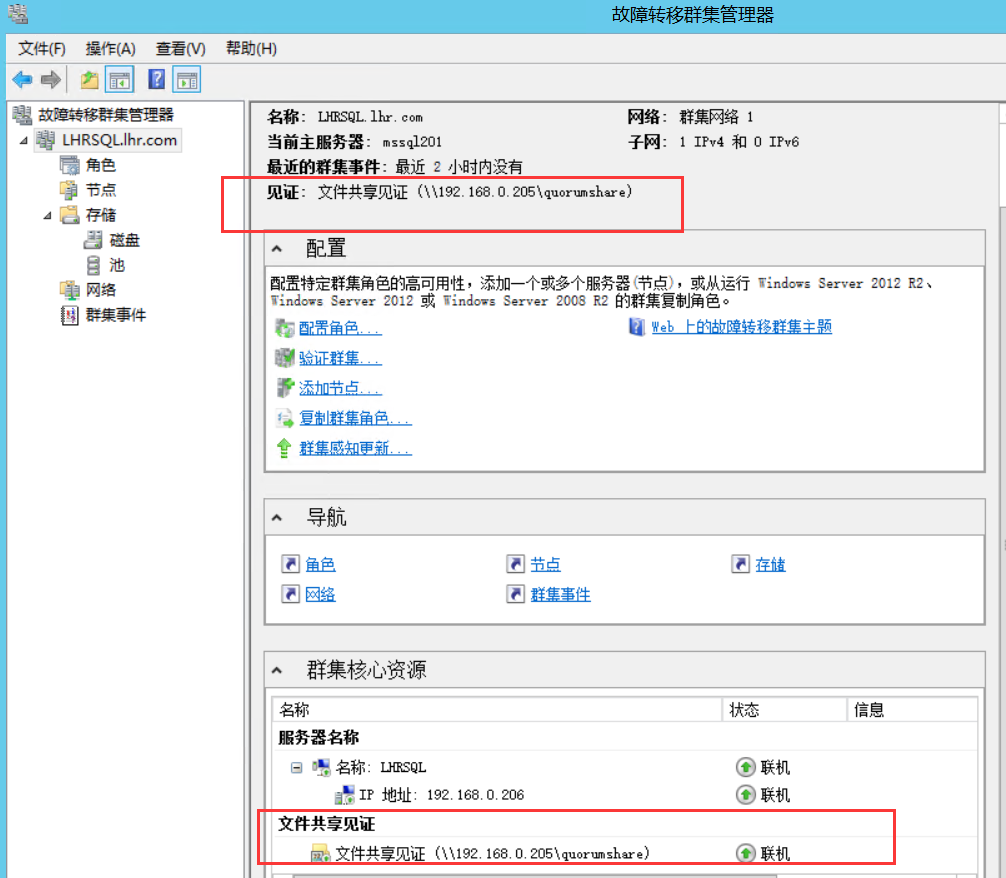 故障转移群集管理器
文件(F) 操作(A) 查看(V) 帮助(H)
故障转移群集管理器
LHRSQL.lhr.com
角色
节点
存储
磁盘
池
网络
群集事件
名称: LHRSQL.lhr.com
网络: 群集网络 1
当前主服务器: mssql201
子网: 1 IPv4 和 0 IPv6
最近的群集事件: 最近 2 小时内没有
见证: 文件共享见证 (\\192.168.0.205\quorumshare)
配置
配置特定群集角色的高可用性，添加一个或多个服务器(节点)，或从运行 Windows Server 2012 R2、
Windows Server 2012 或 Windows Server 2008 R2 的群集复制角色。
配置角色...
Web 上的故障转移群集主题
验证群集...
添加节点...
复制群集角色...
群集感知更新...
导航
角色 节点 存储
网络 群集事件
群集核心资源
名称 状态 信息
服务器名称
名称: LHRSQL 联机
IP 地址: 192.168.0.206 联机
文件共享见证
文件共享见证 (\\192.168.0.205\quorumshare) 联机